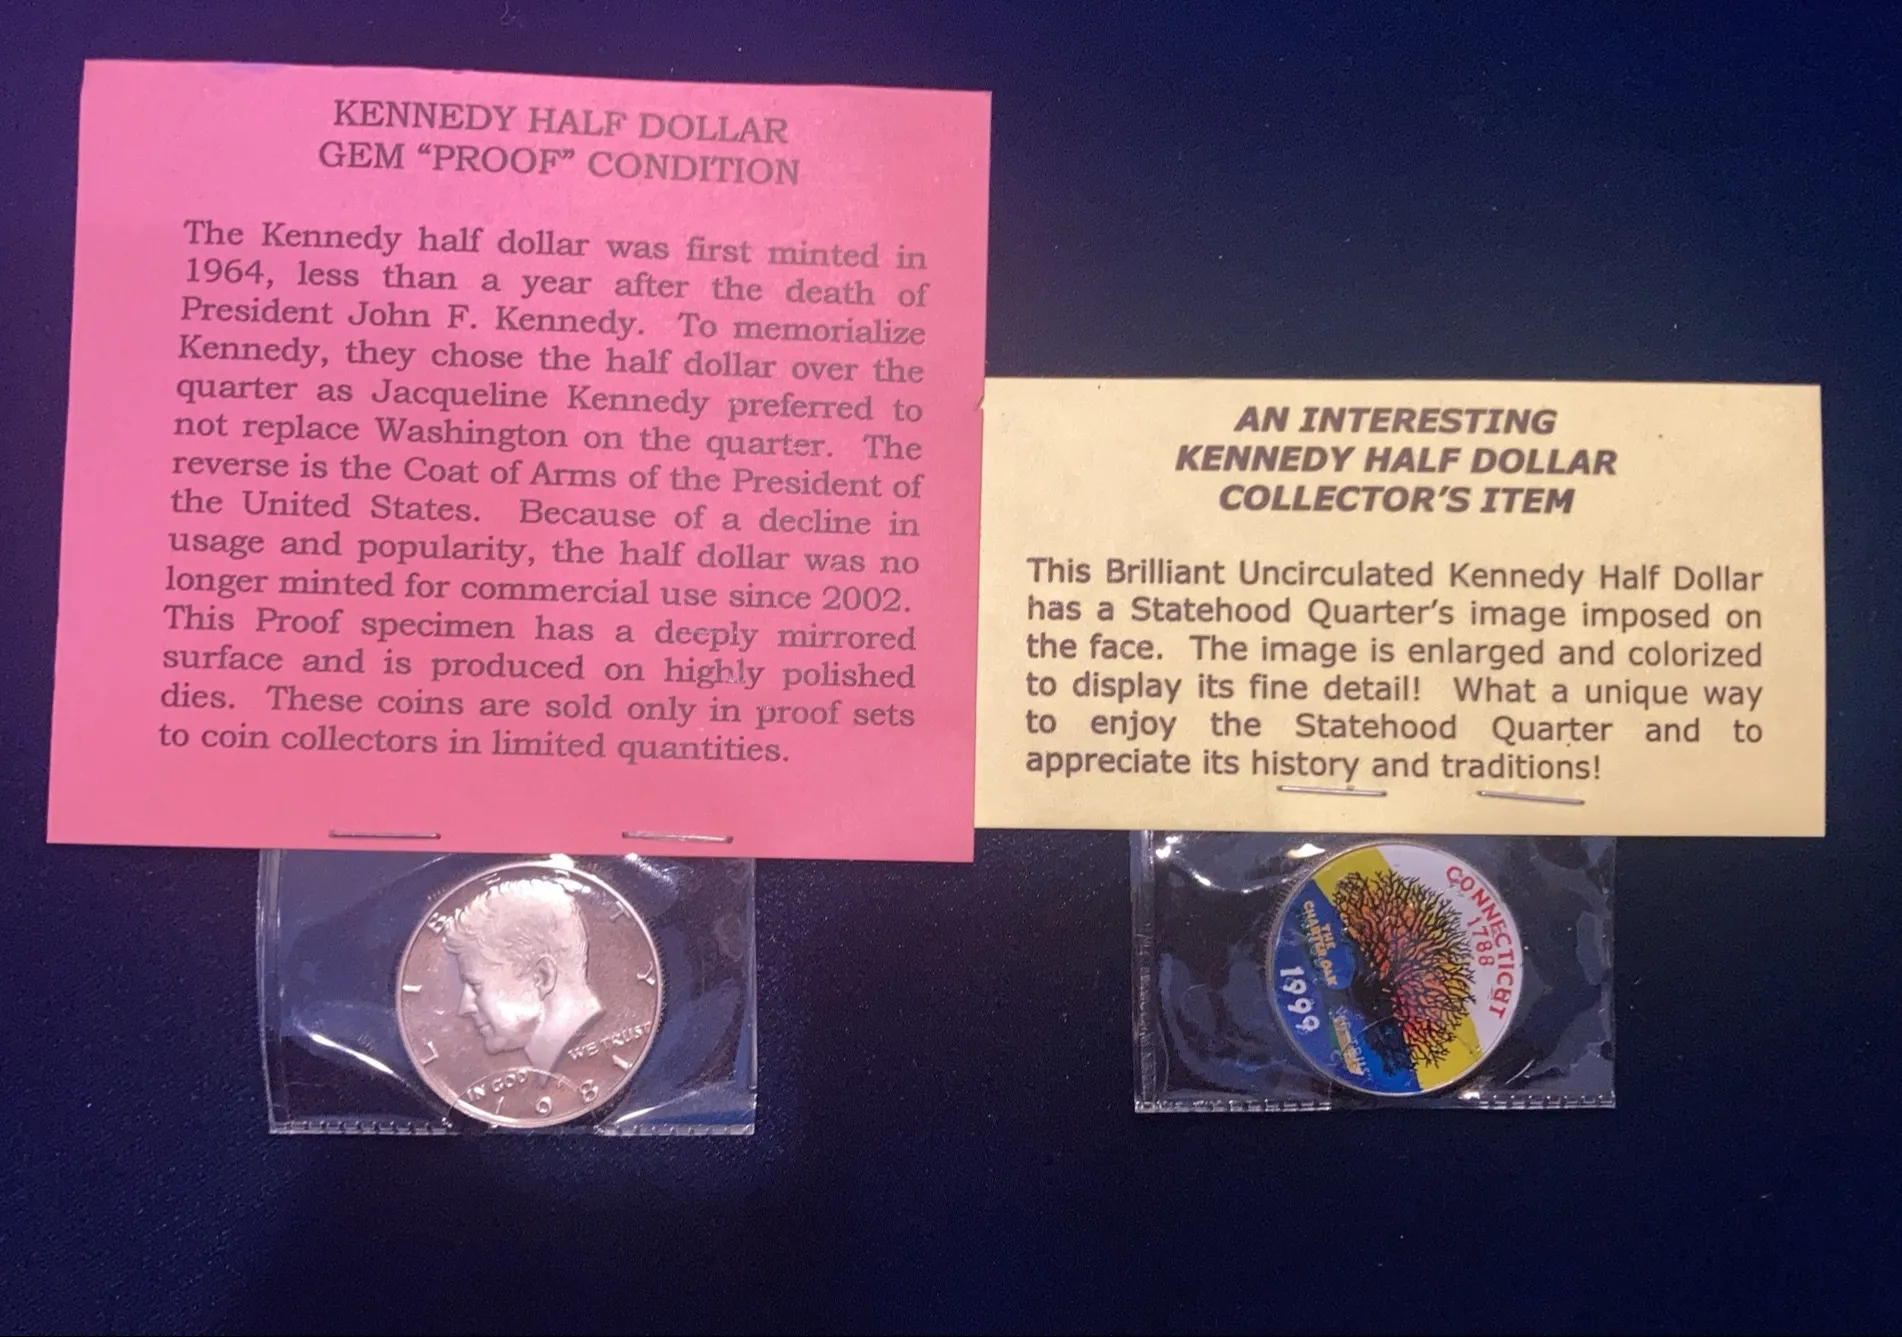 KENNEDY HALF DOLLAR
GEM “PROOF” CONDITION
The Kennedy half dollar was first minted in
1964, less than a year after the death of
President John F. Kennedy. To memorialize
Kennedy, they chose the half dollar over the
quarter as Jacqueline Kennedy preferred to
not replace Washington on the quarter. The
reverse is the Coat of Arms of the President of
the United States. Because of a decline in
usage and popularity, the half dollar was no
longer minted for commercial use since 2002.
This Proof specimen has a deeply mirrored
surface and is produced on highly polished
dies. These coins are sold only in proof sets
to coin collectors in limited quantities.
AN INTERESTING
KENNEDY HALF DOLLAR
COLLECTOR’S ITEM
This Brilliant Uncirculated Kennedy Half Dollar
has a Statehood Quarter’s image imposed on
the face. The image is enlarged and colorized
to display its fine detail! What a unique way
to enjoy the Statehood Quarter and to
appreciate its history and traditions!
LIBERTY
IN GOD WE TRUST
1981
CONNECTICUT
1788
THE
CHARTER OAK
1999